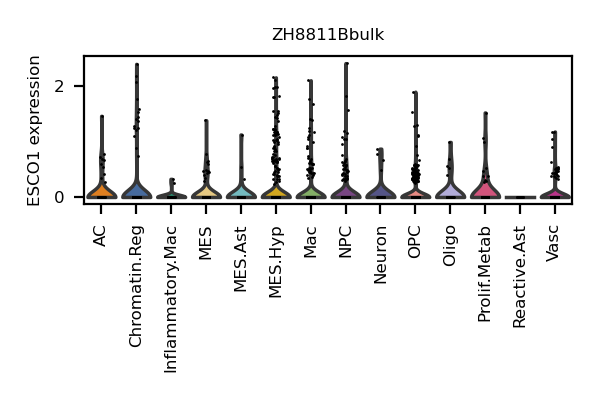 ZH8811Bbulk
ESCO1 expression
2
0
AC
Chromatin.Reg
Inflammatory.Mac
MES
MES.Ast
MES.Hyp
Mac
NPC
Neuron
OPC
Oligo
Prolif.Metab
Reactive.Ast
Vasc